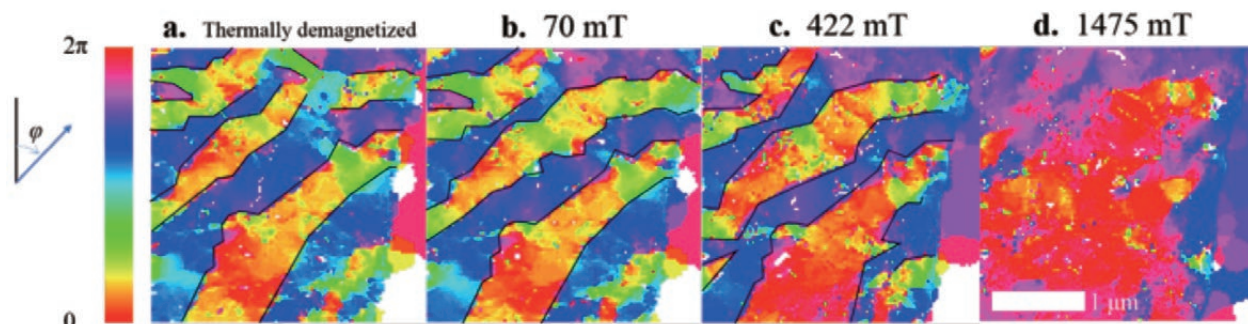 a. Thermally demagnetized
b. 70 mT
c. 422 mT
d. 1475 mT
2π
φ
0
1 μm